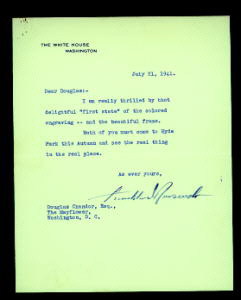 THE WHITE HOUSE
WASHINGTON
July 21, 1941.
Dear Douglas:-
I am really thrilled by that
delightful "first state" of the colored
engraving -- and the beautiful frame.
Both of you must come to Hyde
Park this Autumn and see the real thing
in the real place.
As ever yours,
Franklin D Roosevelt
Douglas Chandor, Esq.,
The Mayflower,
Washington, D. C.